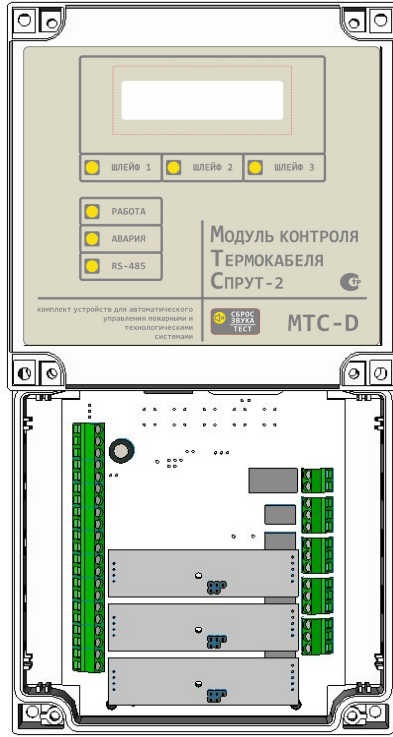 ШЛЕЙФ 1
ШЛЕЙФ 2
ШЛЕЙФ 3
РАБОТА
АВАРИЯ
RS-485
МОДУЛЬ КОНТРОЛЯ
ТЕРМОКАБЕЛЯ
СПРУТ-2
комплект устройств для автоматического
управления пожарными и
технологическими
системами
СБРОС
ЗВУКА
ТЕСТ
МТС-D